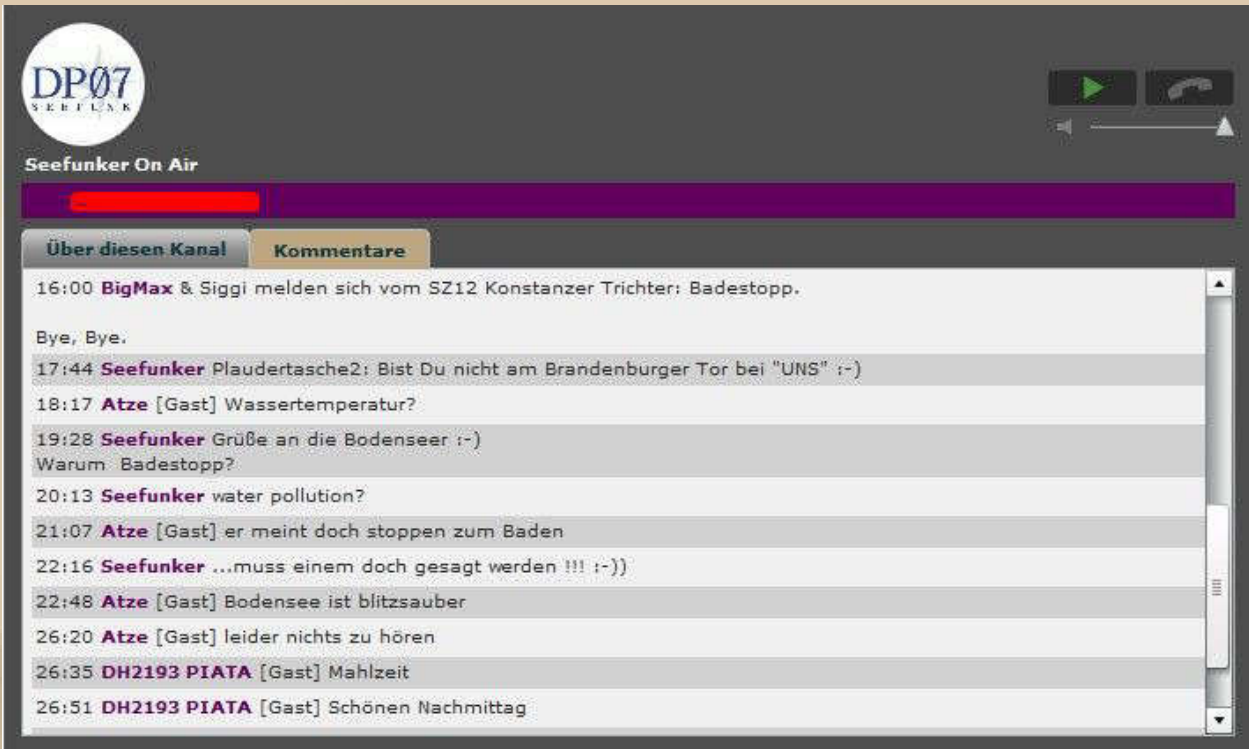 DPØ7
SEEFUNK
Seefunker On Air
Über diesen Kanal
Kommentare
16:00 BigMax & Siggi melden sich vom SZ12 Konstanzer Trichter: Badestopp.
Bye, Bye.
17:44 Seefunker Plaudertasche2: Bist Du nicht am Brandenburger Tor bei "UNS" :-)
18:17 Atze [Gast] Wassertemperatur?
19:28 Seefunker Grüße an die Bodenseer :-)
Warum Badestopp?
20:13 Seefunker water pollution?
21:07 Atze [Gast] er meint doch stoppen zum Baden
22:16 Seefunker ...muss einem doch gesagt werden !!! :-))
22:48 Atze [Gast] Bodensee ist blitzsauber
26:20 Atze [Gast] leider nichts zu hören
26:35 DH2193 PIATA [Gast] Mahlzeit
26:51 DH2193 PIATA [Gast] Schönen Nachmittag